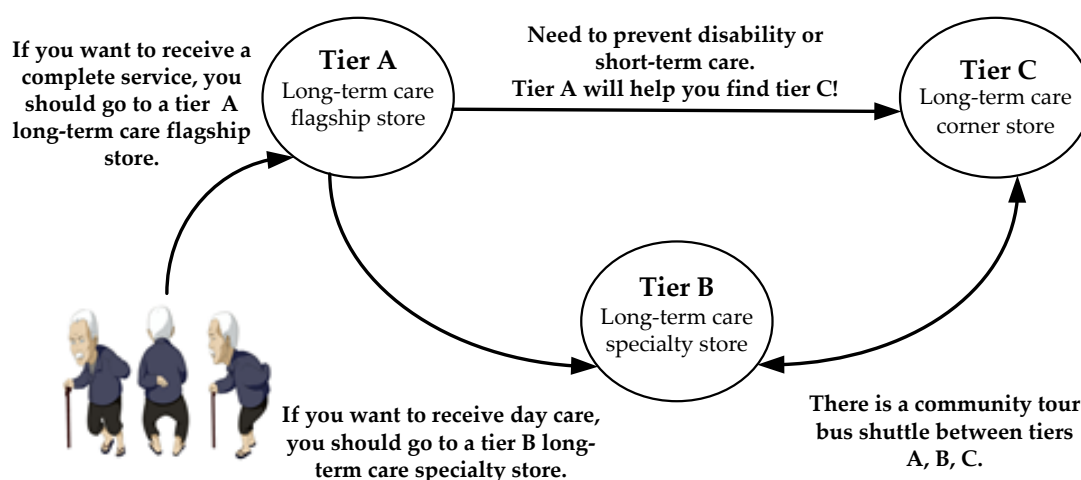 If you want to receive a
complete service, you
should go to a tier A
long-term care flagship
store.
Tier A
Long-term care
flagship store
Need to prevent disability or
short-term care.
Tier A will help you find tier C!
Tier C
Long-term care
corner store
Tier B
Long-term care
specialty store
If you want to receive day care,
you should go to a tier B long-
term care specialty store.
There is a community tour
bus shuttle between tiers
A, B, C.